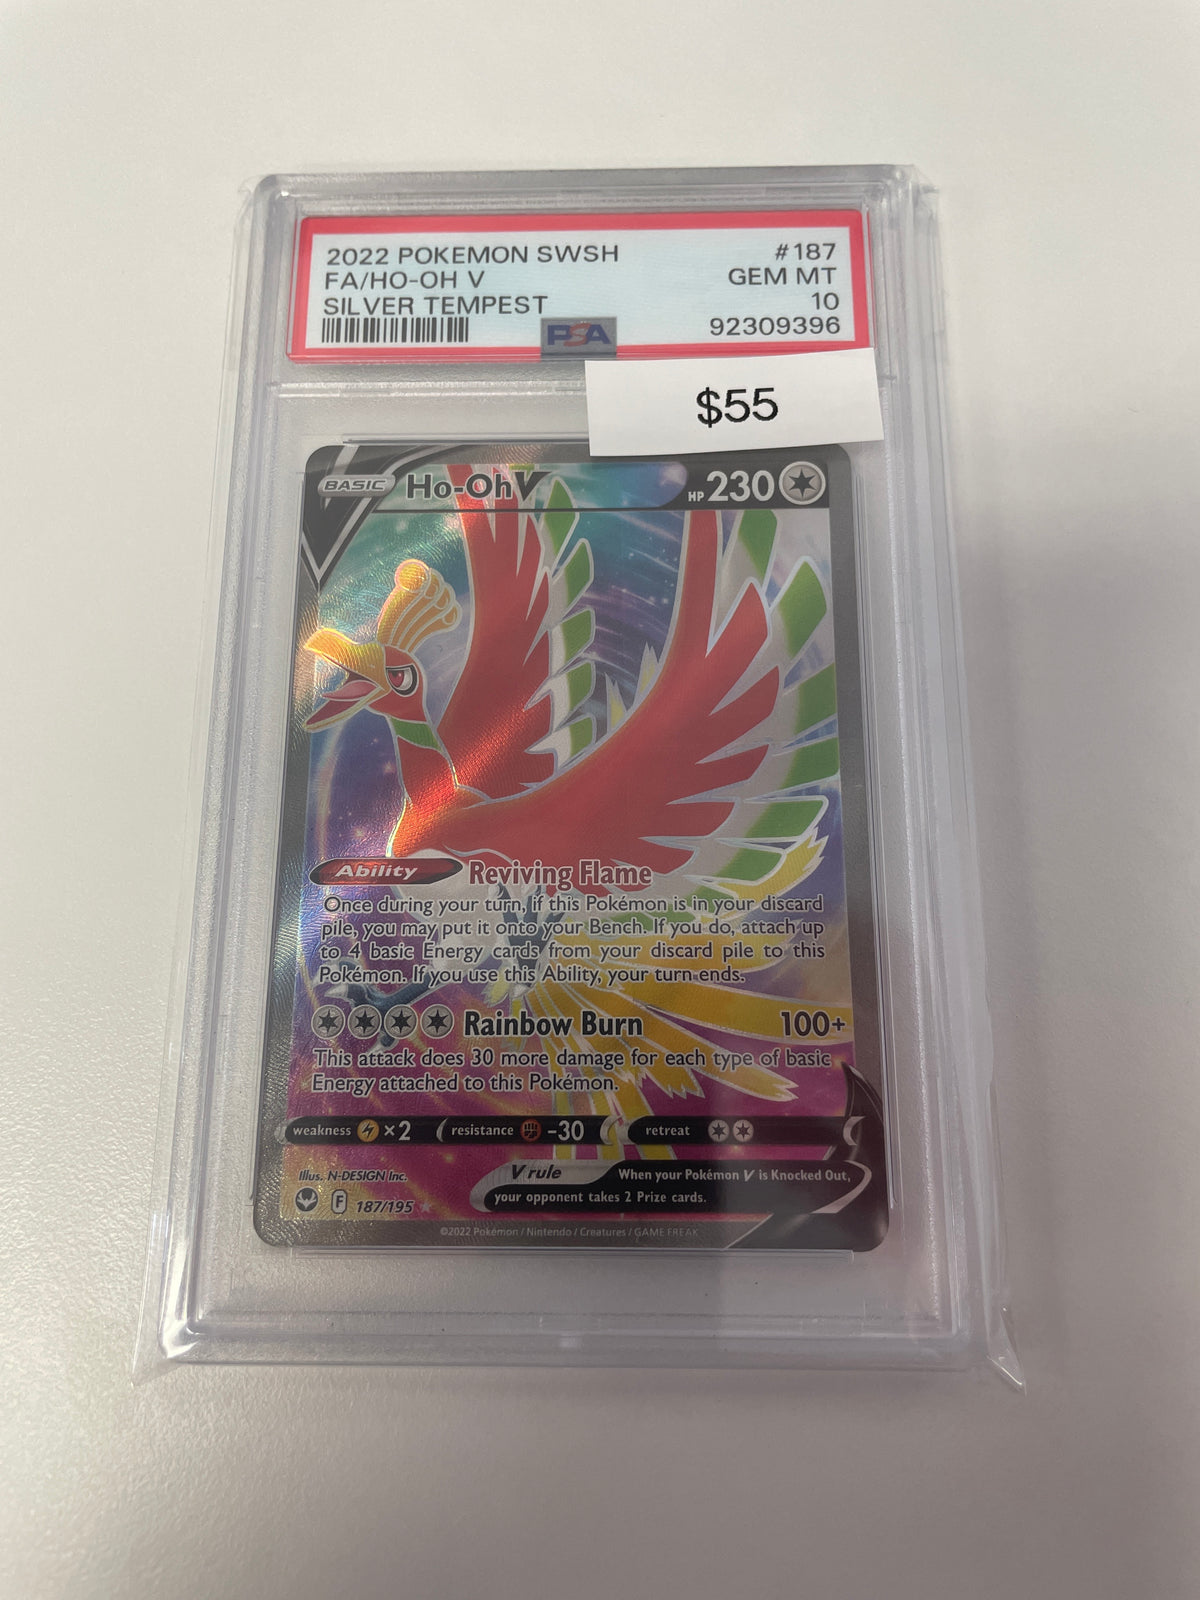 2022 POKEMON SWSH #187
FA/HO-OH V GEM MT
SILVER TEMPEST 10
PSA 92309396
$55
BASIC Ho-Oh V HP 230
Ability Reviving Flame
Once during your turn, if this Pokémon is in your discard
pile, you may put it onto your Bench. If you do, attach up
to 4 basic Energy cards from your discard pile to this
Pokémon. If you use this Ability, your turn ends.
Rainbow Burn 100+
This attack does 30 more damage for each type of basic
Energy attached to this Pokémon.
weakness ×2 resistance -30 retreat
Illus. N-DESIGN Inc. V rule When your Pokémon V is Knocked Out,
your opponent takes 2 Prize cards.
F 187/195
©2022 Pokémon / Nintendo / Creatures / GAME FREAK